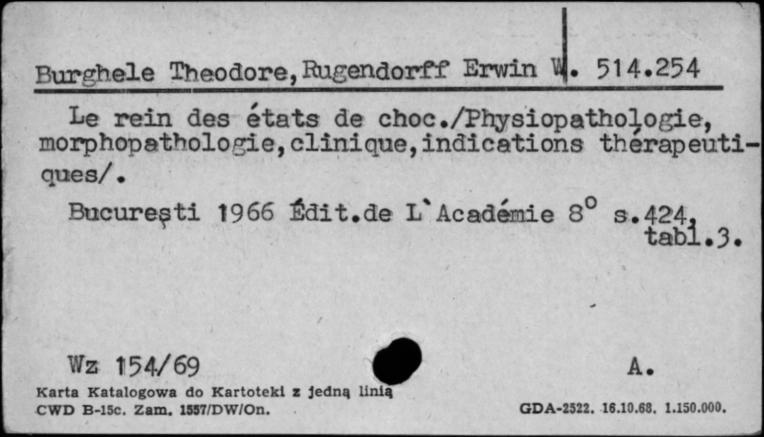 Burghele Theodore, Rugendorff Erwin W. 514.254
Le rein des états de choc./Physiopathologie,
morphopathologie, clinique, indications thérapeuti-
ques/.
Bucureşti 1966 Édit.de L`Académie 8° s.424,
tabl.3.
Wz 154/69 A.
Karta Katalogowa do Kartoteki z jedną linią
CWD B-15c. Zam. 1557/DW/On. GDA-2522. 16.10.68. 1.150.000.